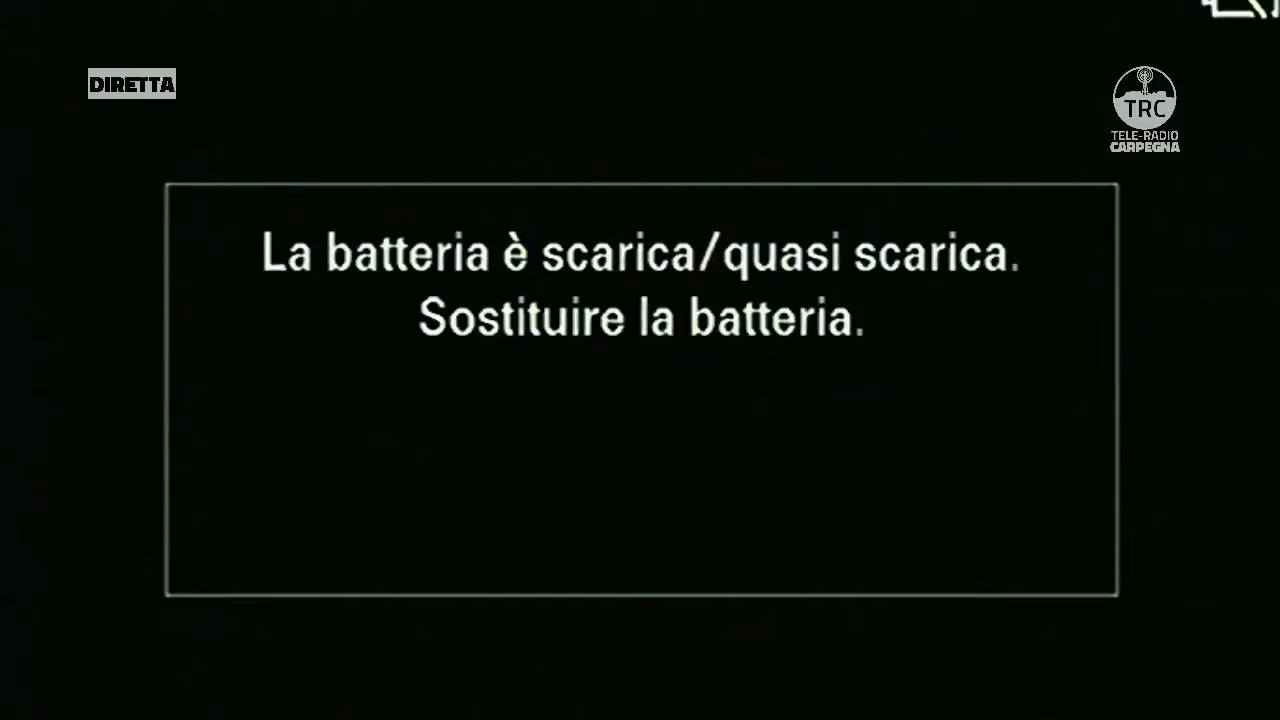 DIRETTA
TRC
TELE-RADIO
CARPEGNA
La batteria è scarica/quasi scarica.
Sostituire la batteria.